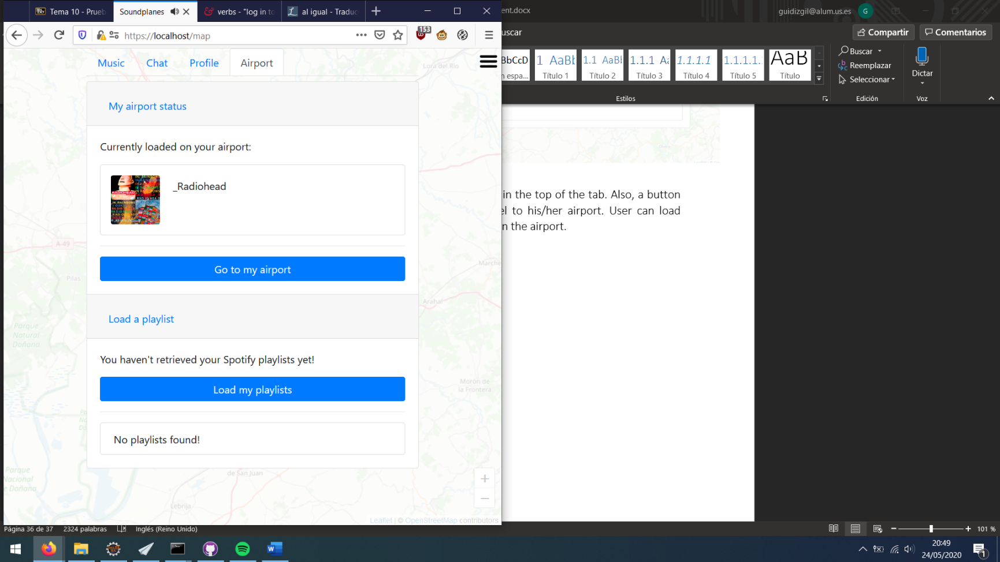 Tema 10 - Prueb
Soundplanes
verbs - "log in to
al igual - Traduc
ent.docx
guidizgil@alum.us.es
G
https://localhost/map
153
uscar
Compartir
Comentarios
Music
Chat
Profile
Airport
Lora del Río
BbCcD
n espa...
1 AaBb
Título 1
1.1 AaBl
Título 2
1.1.1 A
Título 3
1.1.1.1
Título 4
1.1.1.1.
Título 5
AaB
Título
Buscar
Reemplazar
Seleccionar
Dictar
Estilos
Edición
Voz
My airport status
Currently loaded on your airport:
_Radiohead
in the top of the tab. Also, a button
el to his/her airport. User can load
n the airport.
A-49
Marche
Pilas
Go to my airport
Arahal
Load a playlist
Parque
Natural
Doñana
You haven't retrieved your Spotify playlists yet!
Load my playlists
Morón de
la Frontera
No playlists found!
Parque
Nacional
de Doñana
de San Juan
+
−
Lebrija
Leaflet | © OpenStreetMap contributors
Página 36 de 37
2324 palabras
Inglés (Reino Unido)
101 %
20:49
24/05/2020
1